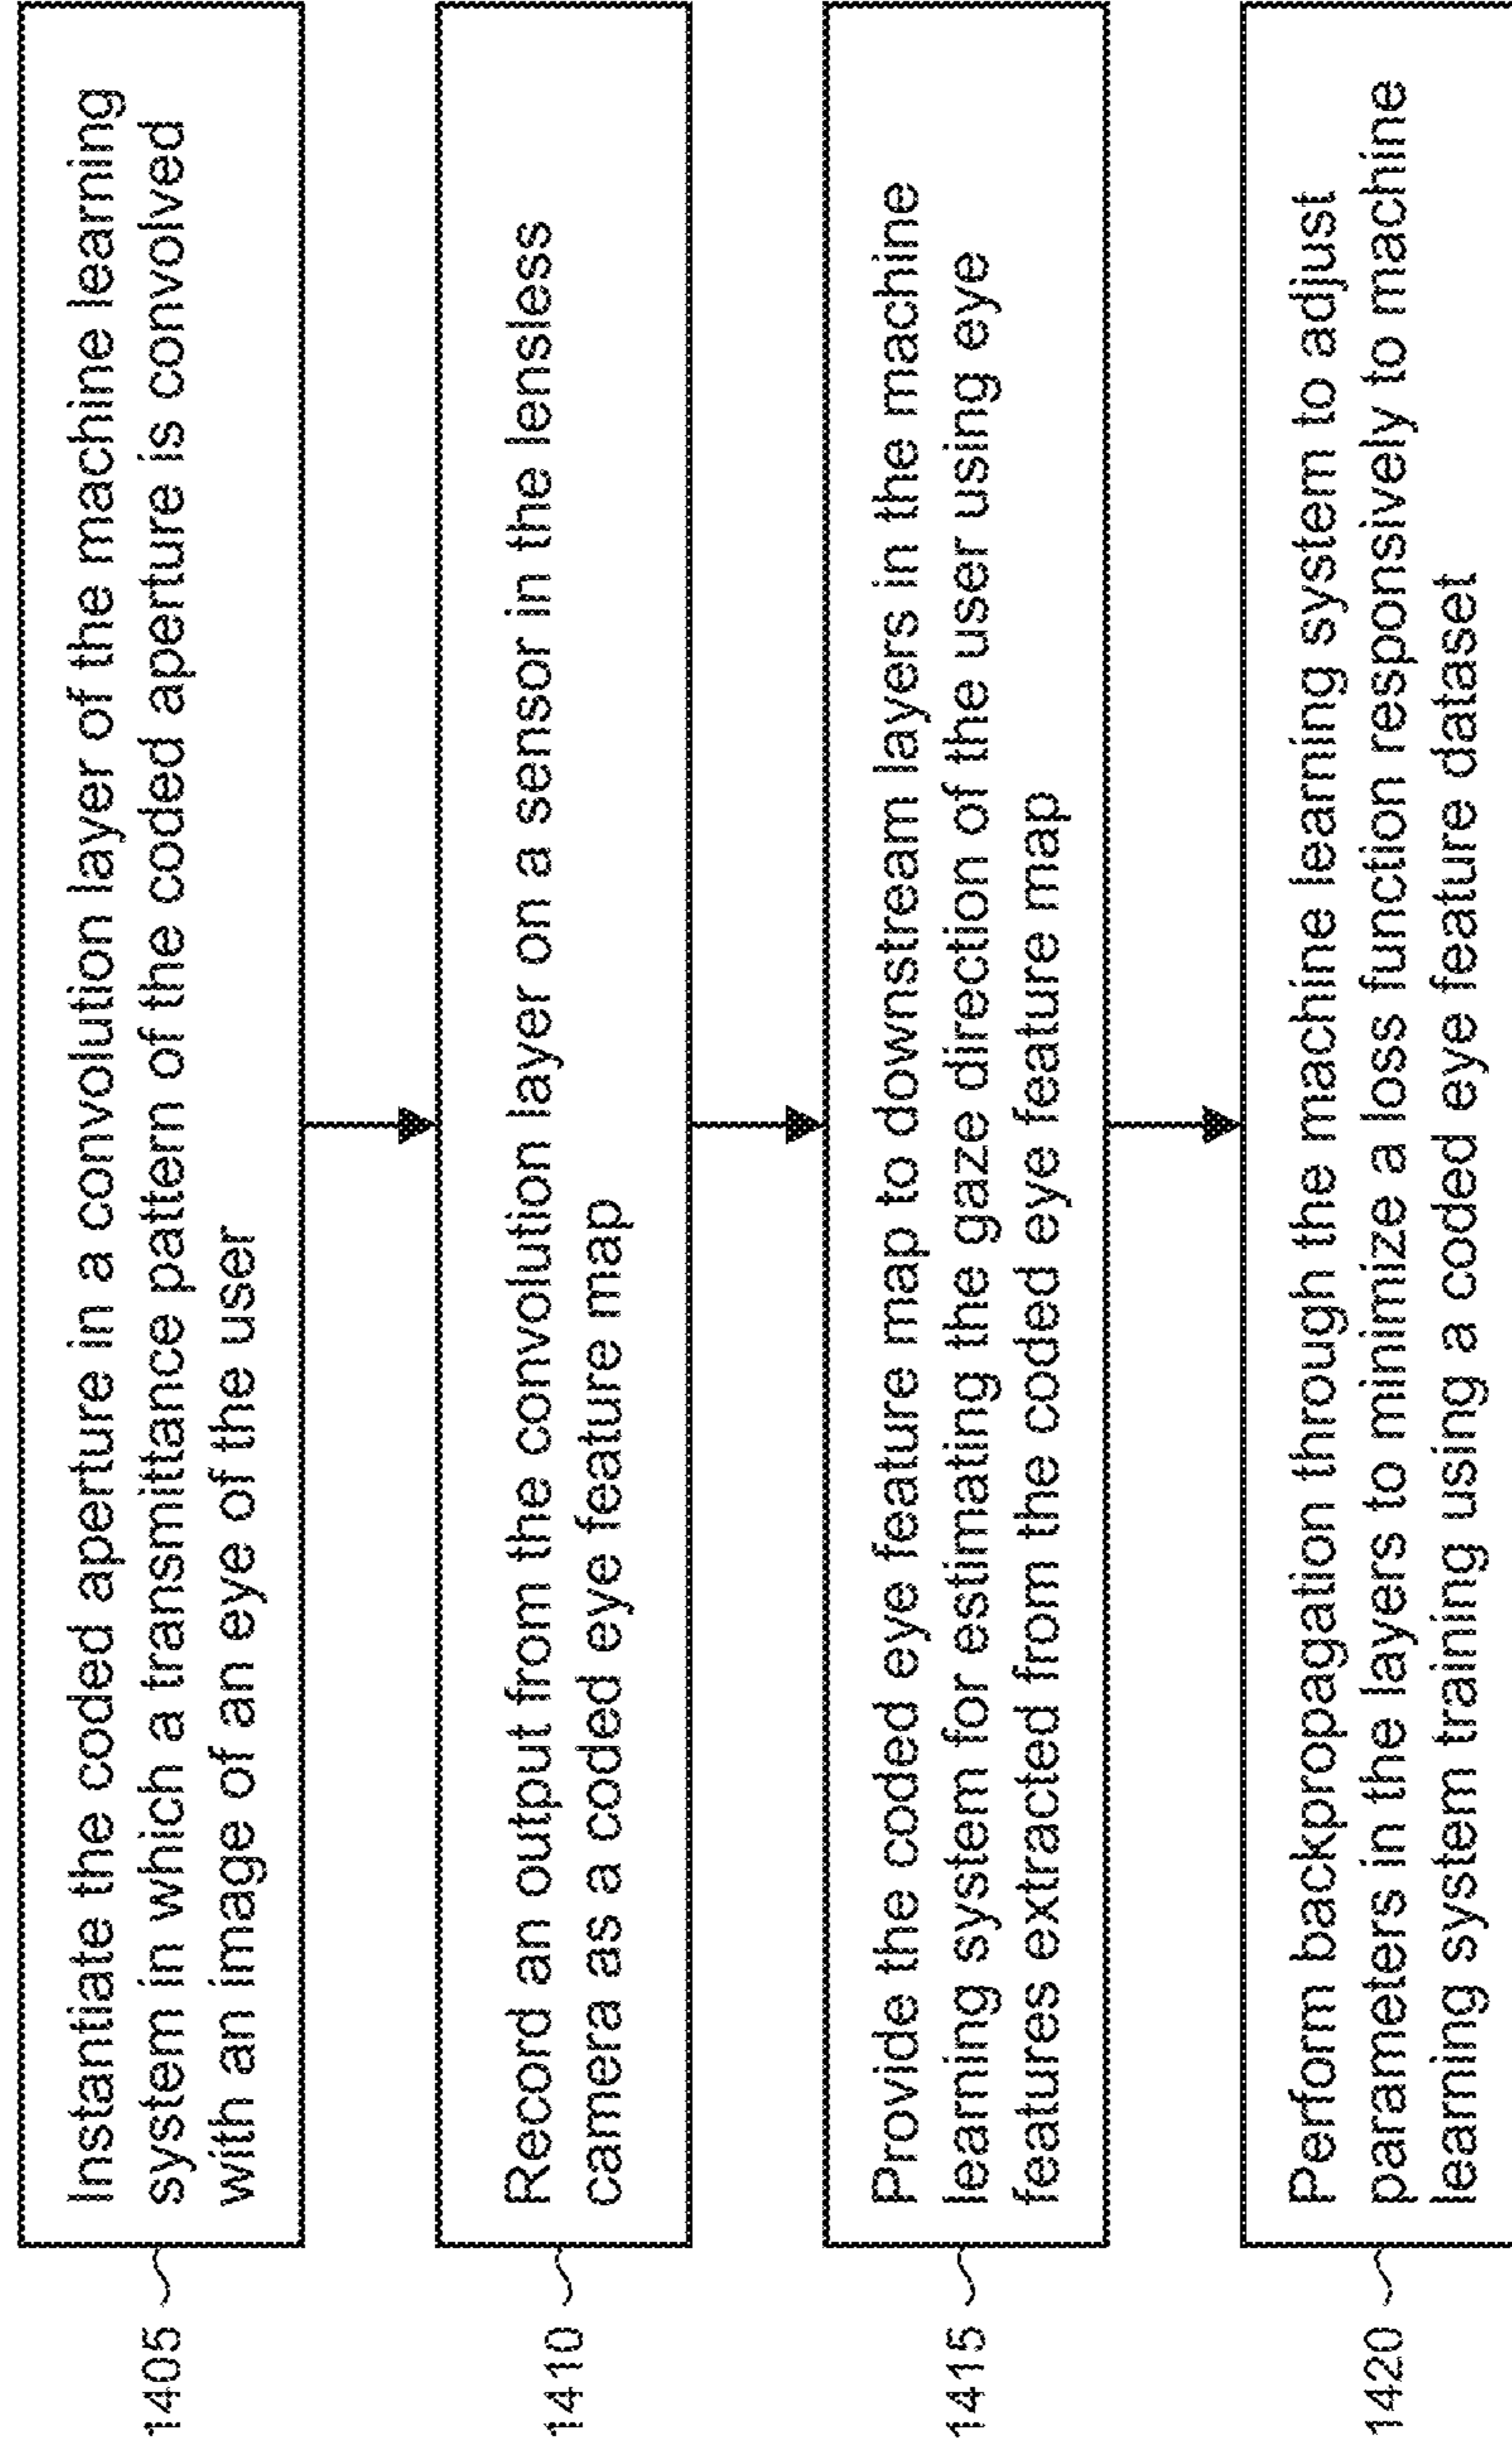 1405
Instantiate the coded aperture in a convolution layer of the machine learning
system in which a transmittance pattern of the coded aperture is convolved
with an image of an eye of the user
1410
Record an output from the convolution layer on a sensor in the lensless
camera as a coded eye feature map
1415
Provide the coded eye feature map to downstream layers in the machine
learning system for estimating the gaze direction of the user using eye
features extracted from the coded eye feature map
1420
Perform backpropagation through the machine learning system to adjust
parameters in the layers to minimize a loss function responsively to machine
learning system training using a coded eye feature dataset